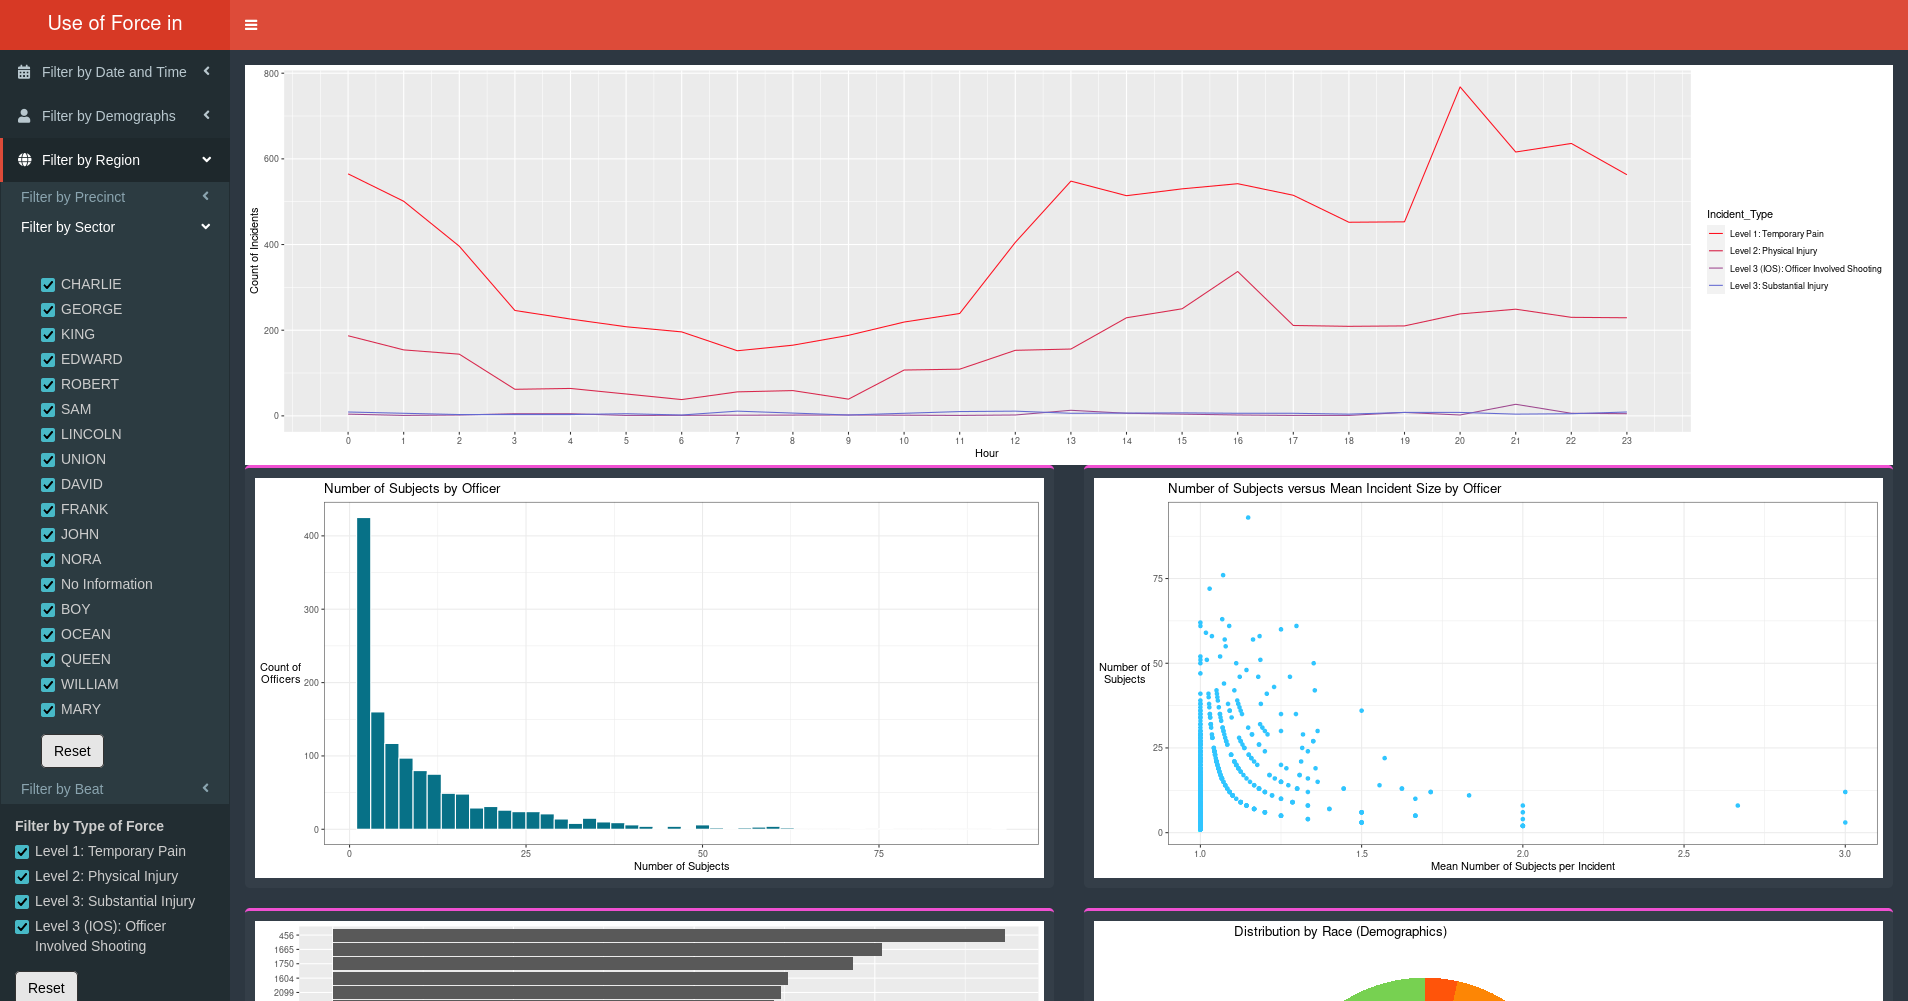 Use of Force in
Filter by Date and Time
Filter by Demographs
Filter by Region
Filter by Precinct
Filter by Sector
CHARLIE
GEORGE
KING
EDWARD
ROBERT
SAM
LINCOLN
UNION
DAVID
FRANK
JOHN
NORA
No Information
BOY
OCEAN
QUEEN
WILLIAM
MARY
Reset
Filter by Beat
Filter by Type of Force
Level 1: Temporary Pain
Level 2: Physical Injury
Level 3: Substantial Injury
Level 3 (IOS): Officer
Involved Shooting
Reset
800
600
400
200
0
Count of Incidents
0 1 2 3 4 5 6 7 8 9 10 11 12 13 14 15 16 17 18 19 20 21 22 23
Hour
Incident_Type
Level 1: Temporary Pain
Level 2: Physical Injury
Level 3 (IOS): Officer Involved Shooting
Level 3: Substantial Injury
Number of Subjects by Officer
400
300
200
100
0
Count of
Officers
0 25 50 75
Number of Subjects
Number of Subjects versus Mean Incident Size by Officer
75
50
25
0
Number of
Subjects
1.0 1.5 2.0 2.5 3.0
Mean Number of Subjects per Incident
456
1665
1750
1604
2099
Distribution by Race (Demographics)